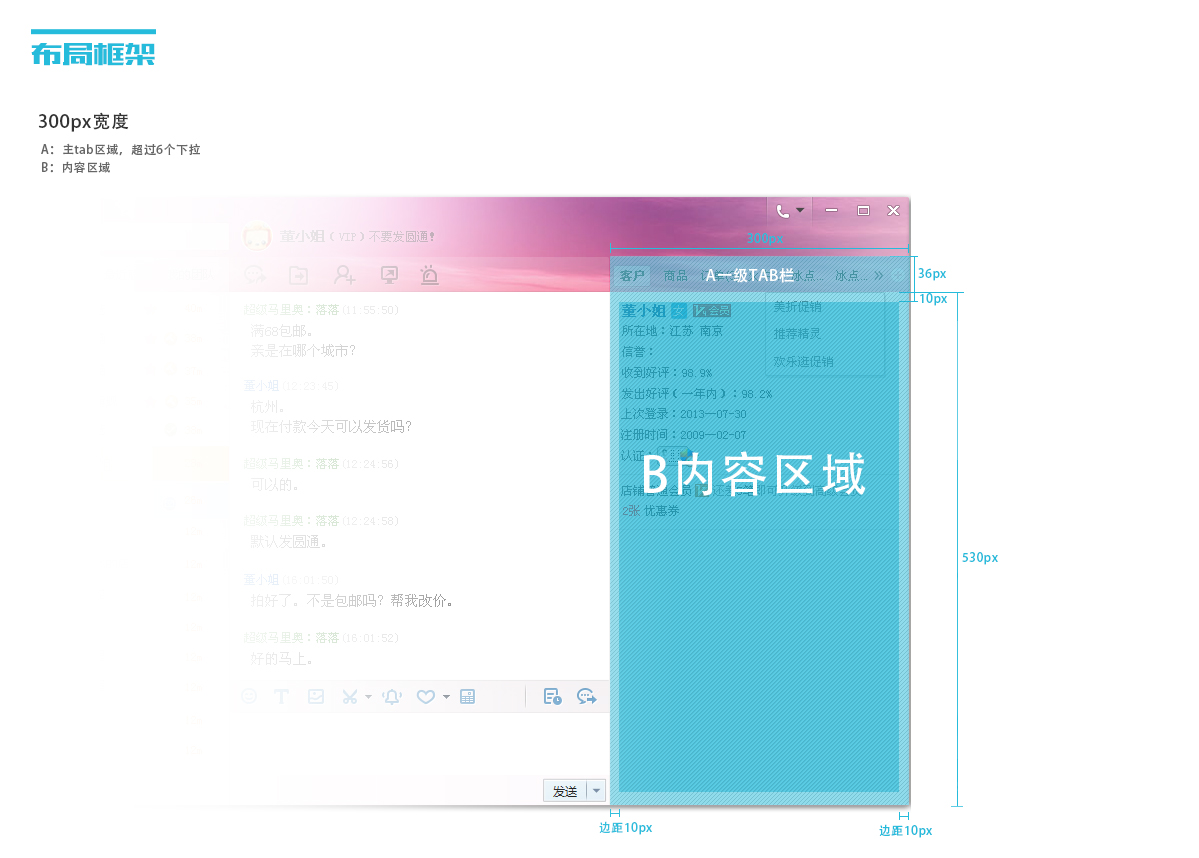 布局框架
300px宽度
A：主tab区域，超过6个下拉
B：内容区域
董小姐（VIP）不要发圆通!
300px
客户 商品 A一级TAB栏 冰点... 冰点... »
36px
10px
超级马里奥：落落(11:55:50)
满68包邮。
亲是在哪个城市?
董小姐(12:23:45)
杭州。
现在付款今天可以发货吗?
超级马里奥：落落(12:24:56)
可以的。
超级马里奥：落落(12:24:58)
默认发圆通。
董小姐(16:01:50)
拍好了。不是包邮吗? 帮我改价。
超级马里奥：落落(16:01:52)
好的马上。
发送
董小姐 女 会员
所在地：江苏 南京
信誉：
收到好评：98.9%
发出好评（一年内）：98.2%
上次登录：2013—07-30
注册时间：2009—02-07
认证：
美折促销
推荐精灵
欢乐逛促销
B内容区域
店铺普通会员
2张 优惠券
530px
边距10px
边距10px